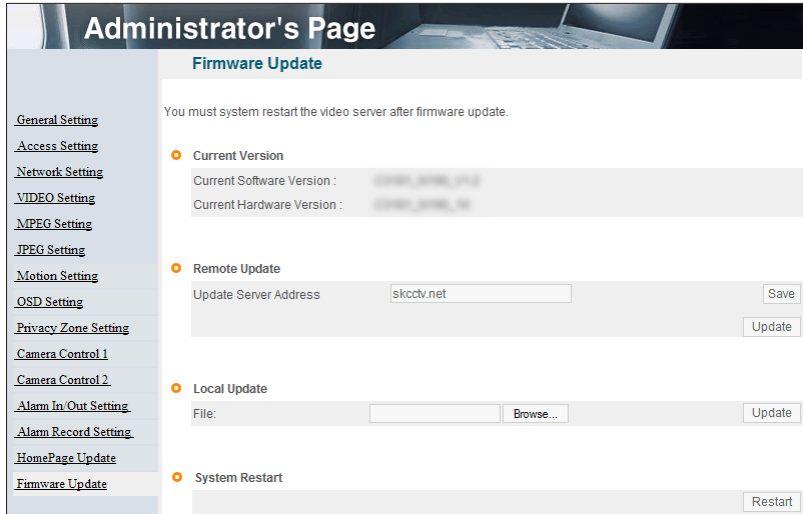 Administrator's Page
Firmware Update
General Setting
Access Setting
Network Setting
VIDEO Setting
MPEG Setting
JPEG Setting
Motion Setting
OSD Setting
Privacy Zone Setting
Camera Control 1
Camera Control 2
Alarm In/Out Setting
Alarm Record Setting
HomePage Update
Firmware Update
You must system restart the video server after firmware update.
Current Version
Current Software Version :
Current Hardware Version :
Remote Update
Update Server Address skcctv.net Save
Update
Local Update
File: Browse... Update
System Restart
Restart